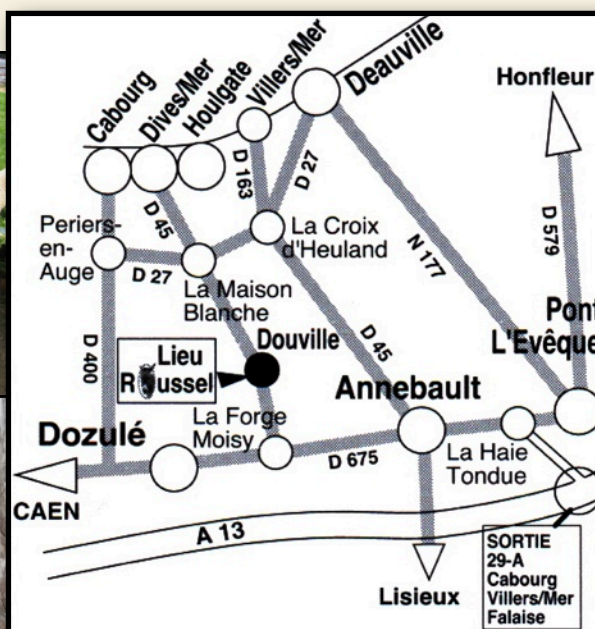 Cabourg
Dives/Mer
Houlgate
Villers/Mer
Deauville
Honfleur
D 163
D 27
D 45
D 579
Periers-
en-
Auge
La Croix
d'Heuland
N 177
D 27
La Maison
Blanche
D 400
D 45
Pont
L'Evêque
Douville
Lieu
Roussel
Annebault
La Forge
Moisy
Dozulé
La Haie
Tondue
D 675
CAEN
A 13
Lisieux
SORTIE
29-A
Cabourg
Villers/Mer
Falaise